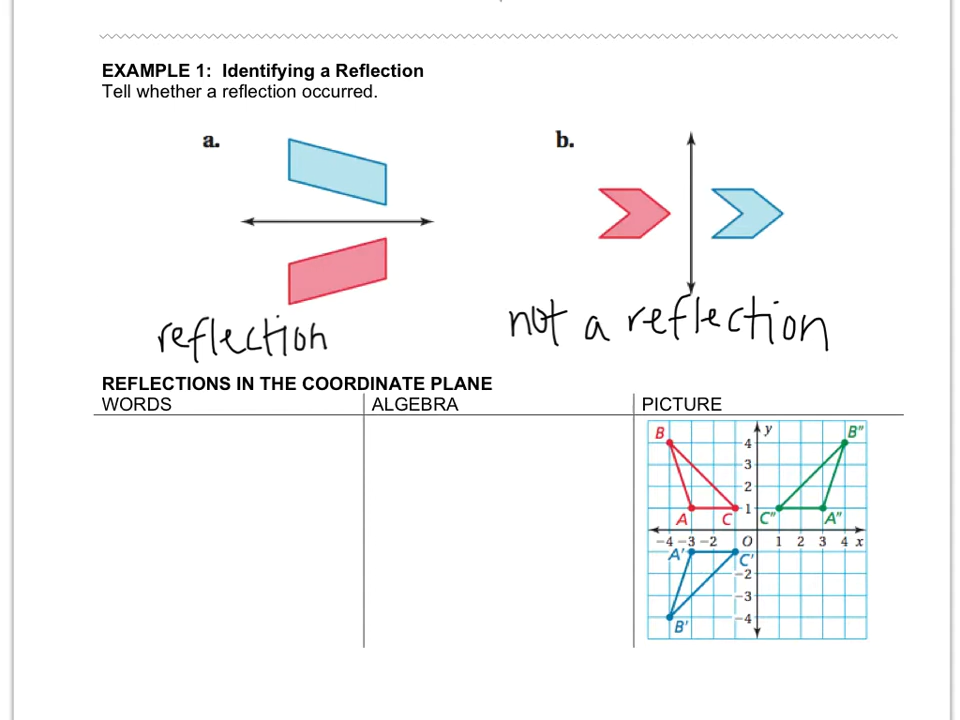 EXAMPLE 1: Identifying a Reflection
Tell whether a reflection occurred.
a.
b.
reflection
not a reflection
REFLECTIONS IN THE COORDINATE PLANE
WORDS ALGEBRA PICTURE
B y B"
4
3
2
1
A C C" A"
-4 -3 -2 O 1 2 3 4 x
A' C'
-2
-3
-4
B'